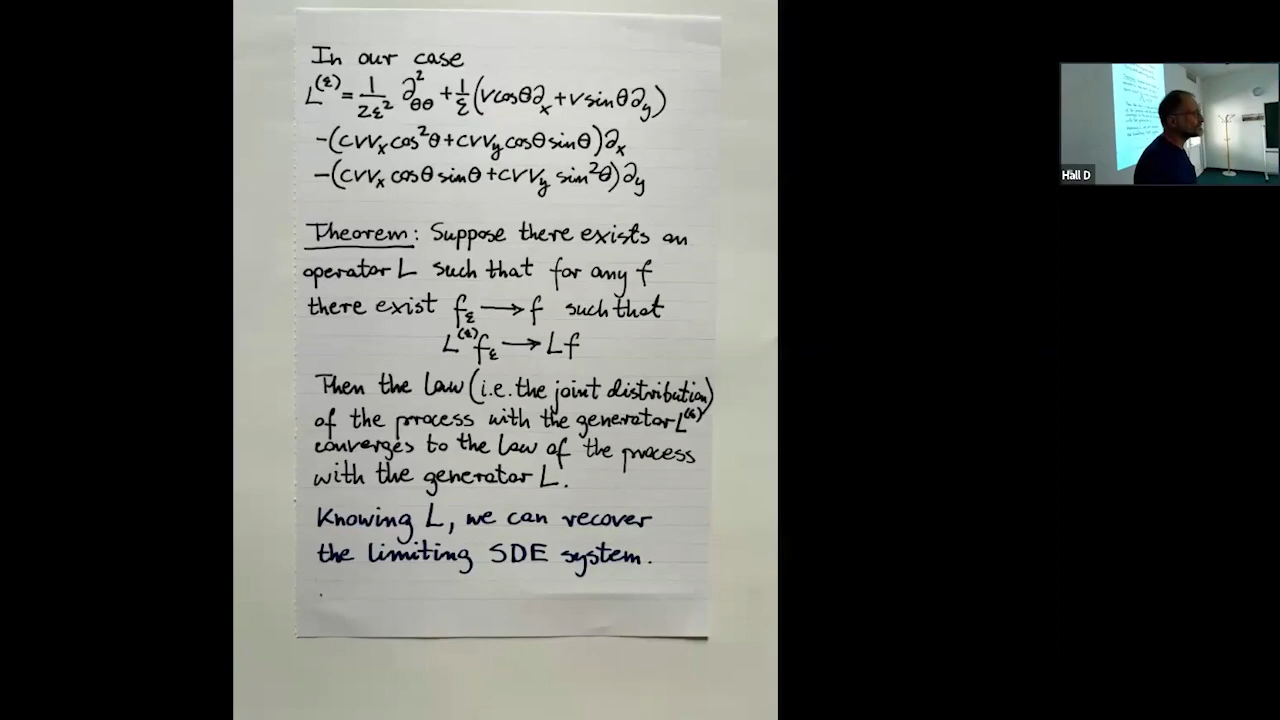 In our case
L^(ε) = 1/(2ε²) ∂²_θθ + 1/ε (v cosθ ∂_x + v sinθ ∂_y)
-(cvv_x cos²θ + cvv_y cosθ sinθ) ∂_x
-(cvv_x cosθ sinθ + cvv_y sin²θ) ∂_y
Theorem: Suppose there exists an
operator L such that for any f
there exist f_ε → f such that
L^(ε) f_ε → Lf
Then the law (i.e. the joint distribution)
of the process with the generator L^(ε)
converges to the law of the process
with the generator L.
Knowing L, we can recover
the limiting SDE system.
Hall D